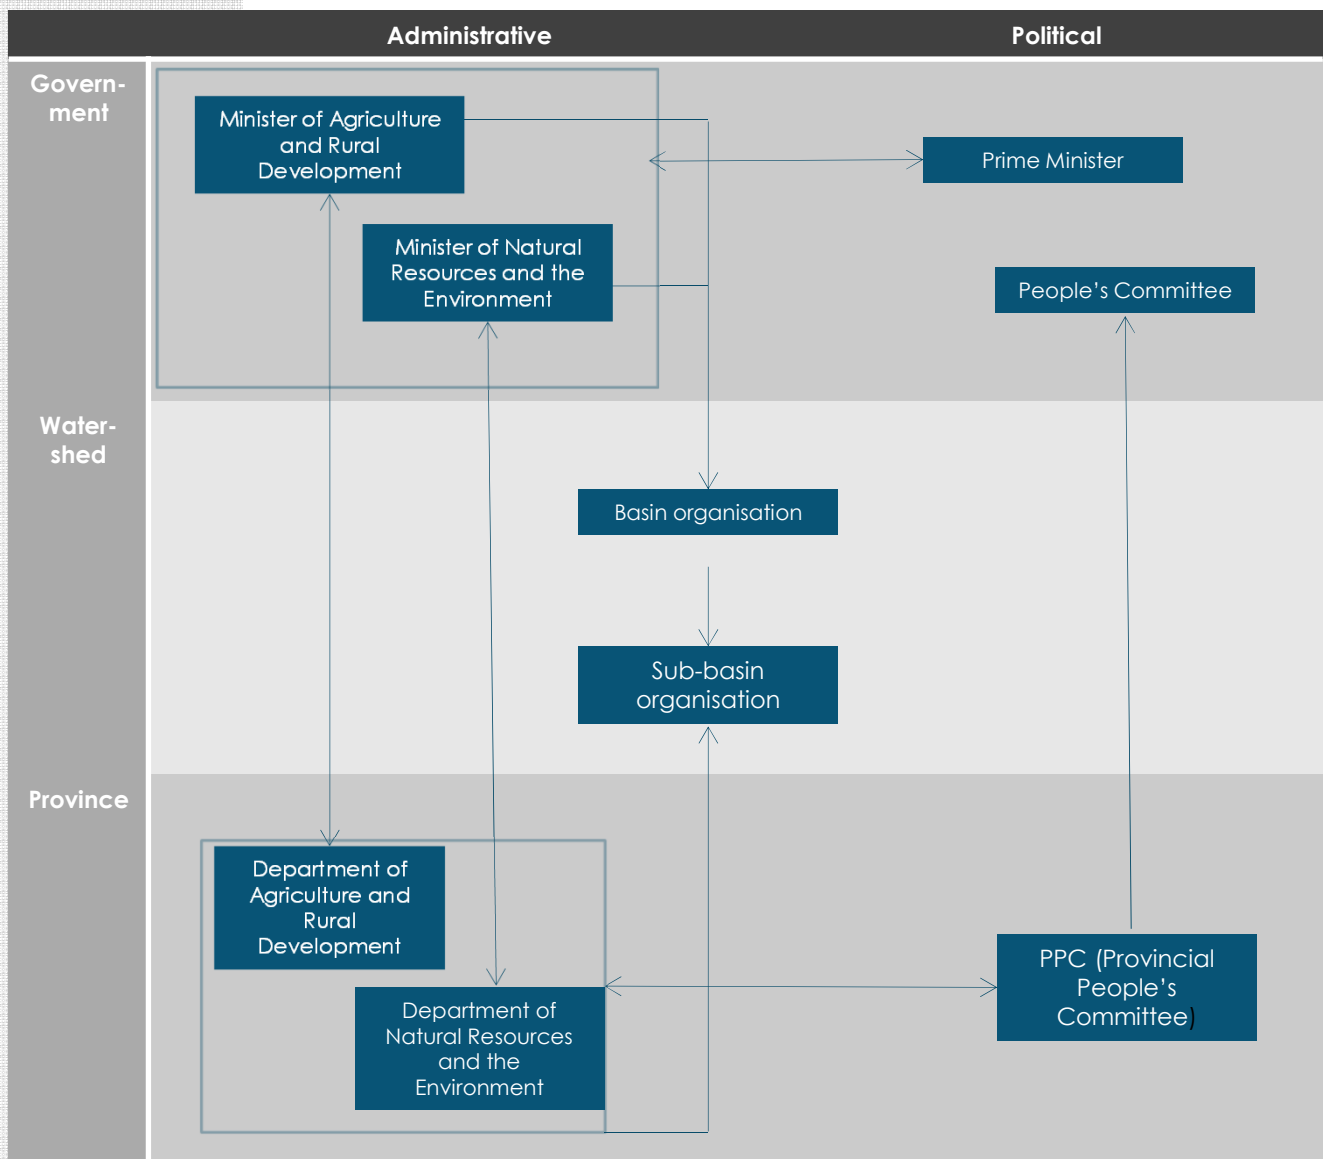 Administrative
Political
Govern-
ment
Minister of Agriculture
and Rural
Development
Prime Minister
Minister of Natural
Resources and the
Environment
People’s Committee
Water-
shed
Basin organisation
Sub-basin
organisation
Province
Department of
Agriculture and
Rural
Development
PPC (Provincial
People’s
Committee)
Department of
Natural Resources
and the
Environment